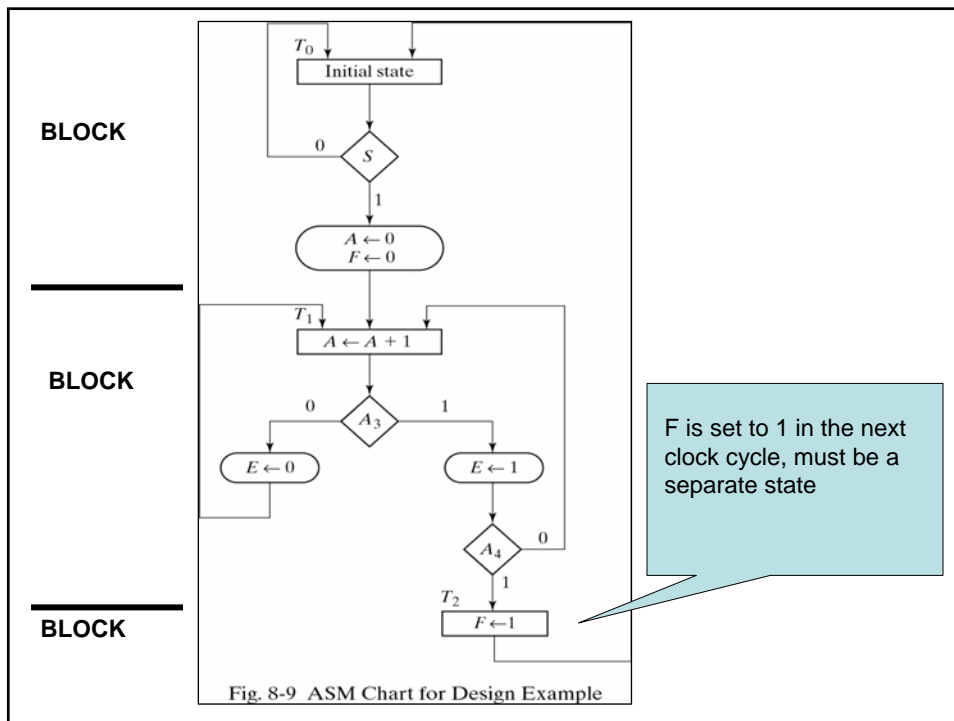 T₀
Initial state
BLOCK
0
S
1
A ← 0
F ← 0
T₁
A ← A + 1
BLOCK
0
A₃
1
E ← 0
E ← 1
F is set to 1 in the next
clock cycle, must be a
separate state
A₄
0
1
T₂
F ← 1
BLOCK
Fig. 8-9 ASM Chart for Design Example